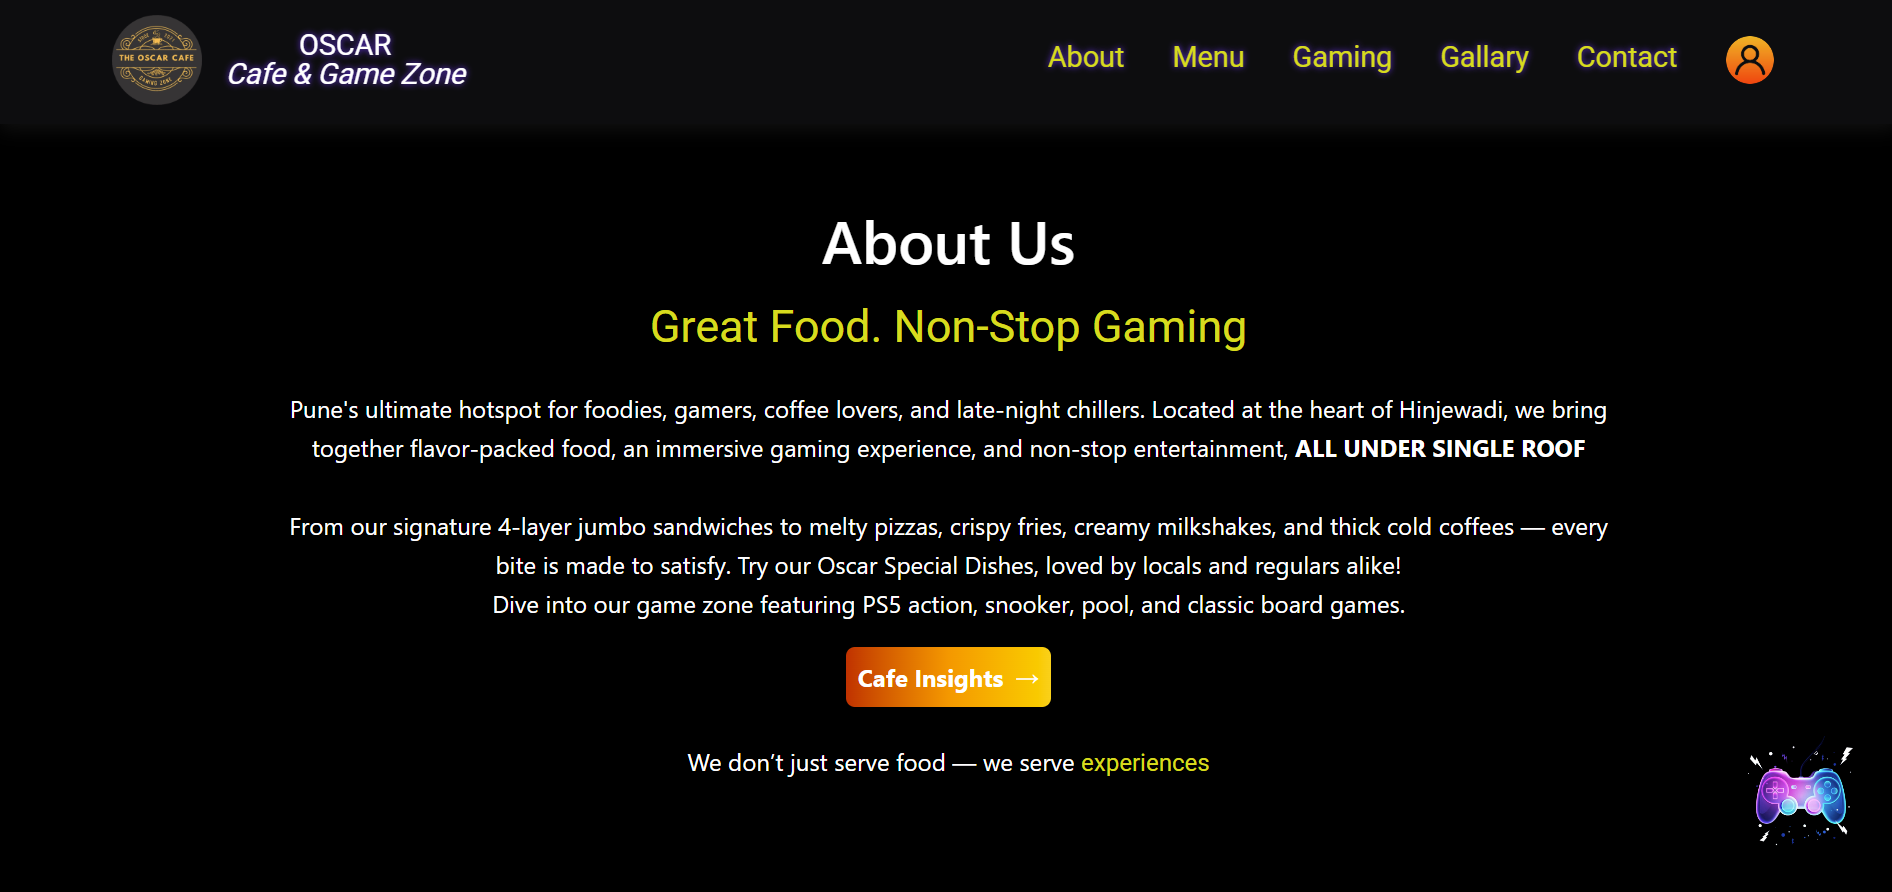 THE OSCAR CAFE
GAMING ZONE
OSCAR
Cafe & Game Zone
About
Menu
Gaming
Gallary
Contact
About Us
Great Food. Non-Stop Gaming
Pune's ultimate hotspot for foodies, gamers, coffee lovers, and late-night chillers. Located at the heart of Hinjewadi, we bring
together flavor-packed food, an immersive gaming experience, and non-stop entertainment, ALL UNDER SINGLE ROOF
From our signature 4-layer jumbo sandwiches to melty pizzas, crispy fries, creamy milkshakes, and thick cold coffees — every
bite is made to satisfy. Try our Oscar Special Dishes, loved by locals and regulars alike!
Dive into our game zone featuring PS5 action, snooker, pool, and classic board games.
Cafe Insights →
We don’t just serve food — we serve experiences